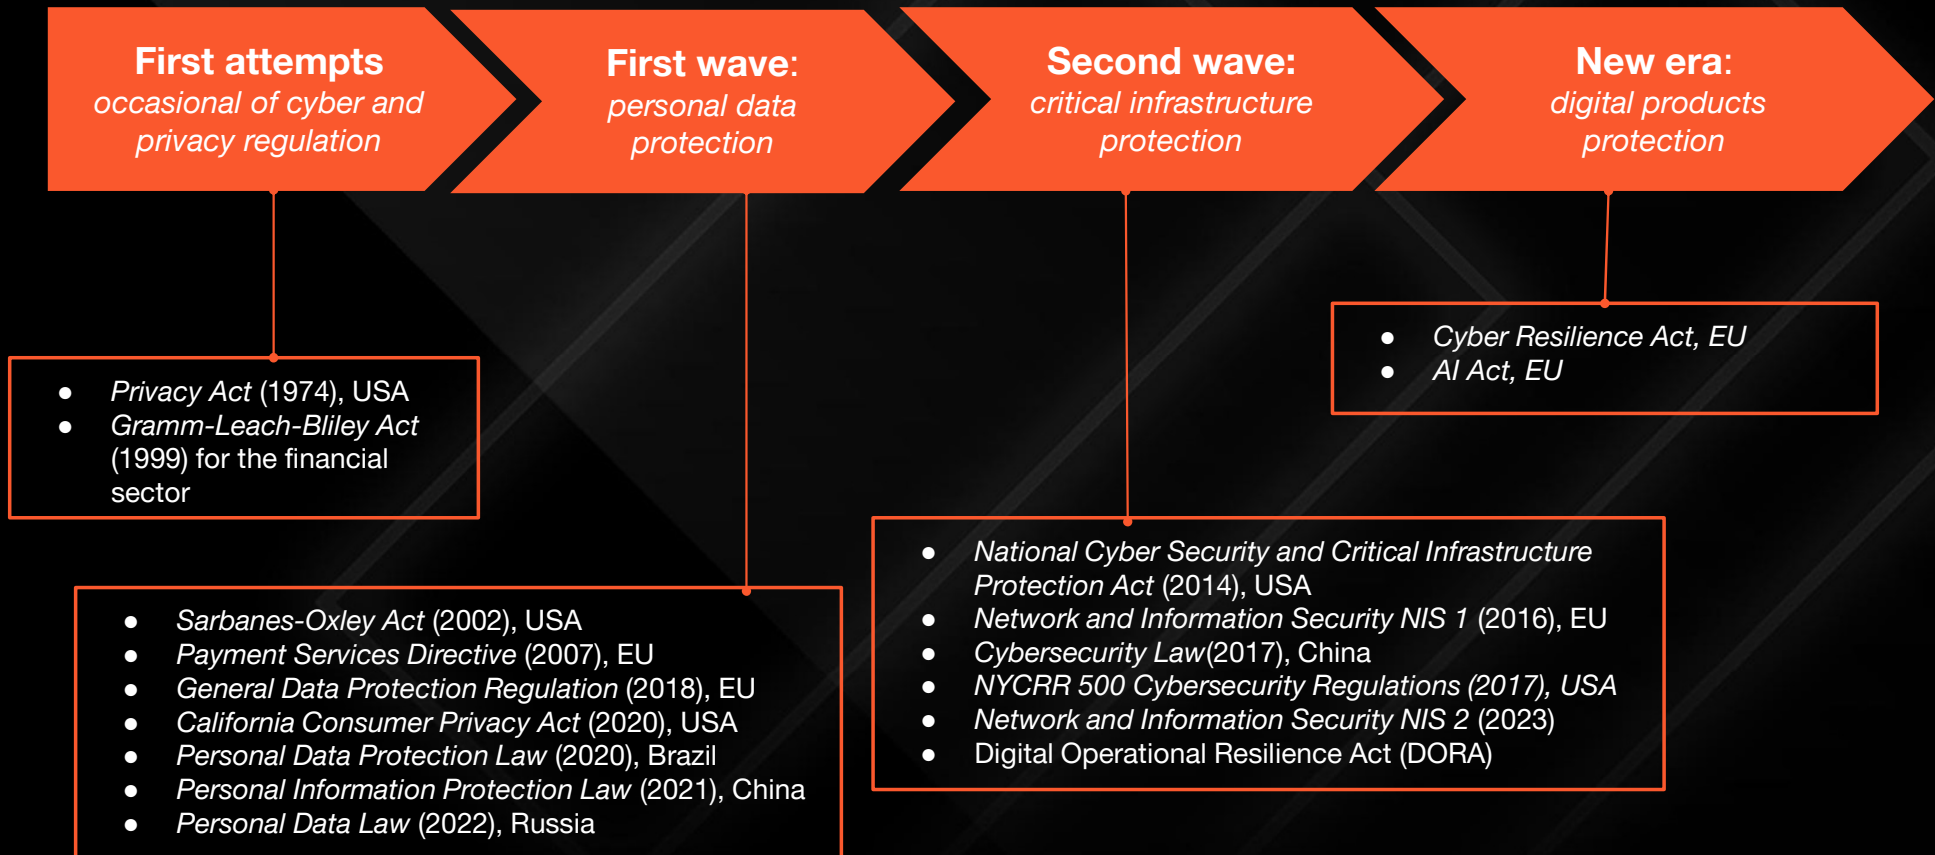 First attempts
occasional of cyber and
privacy regulation
First wave:
personal data
protection
Second wave:
critical infrastructure
protection
New era:
digital products
protection
● Privacy Act (1974), USA
● Gramm-Leach-Bliley Act
(1999) for the financial
sector
● Sarbanes-Oxley Act (2002), USA
● Payment Services Directive (2007), EU
● General Data Protection Regulation (2018), EU
● California Consumer Privacy Act (2020), USA
● Personal Data Protection Law (2020), Brazil
● Personal Information Protection Law (2021), China
● Personal Data Law (2022), Russia
● National Cyber Security and Critical Infrastructure
Protection Act (2014), USA
● Network and Information Security NIS 1 (2016), EU
● Cybersecurity Law(2017), China
● NYCRR 500 Cybersecurity Regulations (2017), USA
● Network and Information Security NIS 2 (2023)
● Digital Operational Resilience Act (DORA)
● Cyber Resilience Act, EU
● AI Act, EU